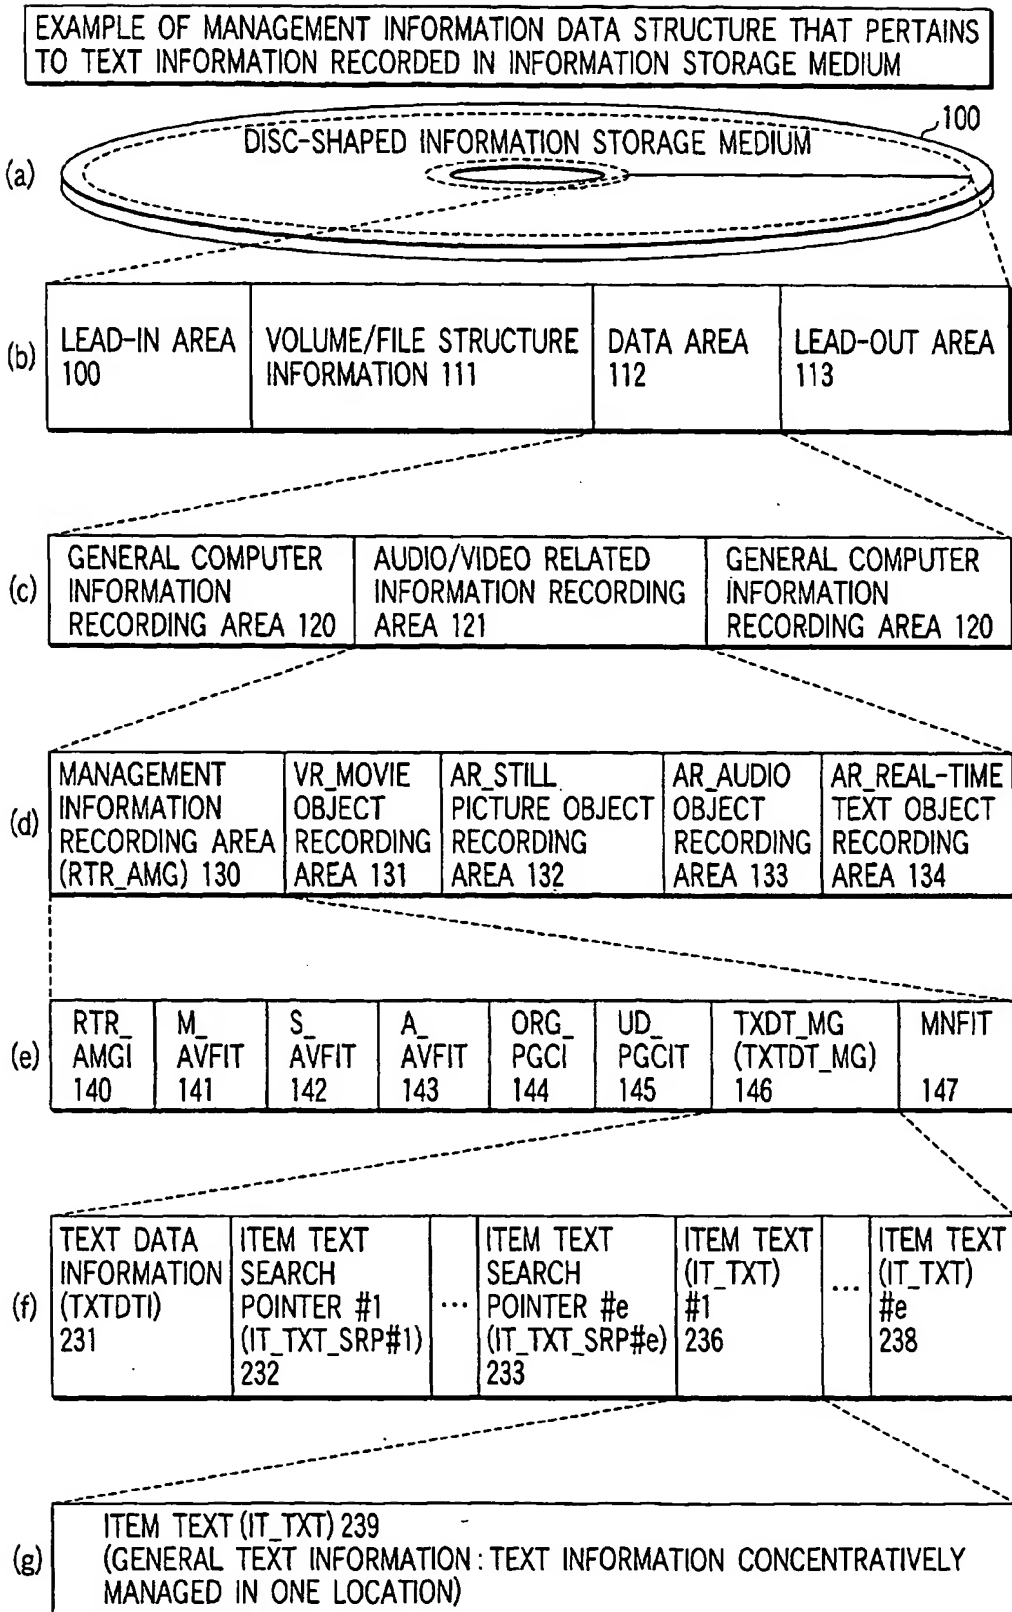 EXAMPLE OF MANAGEMENT INFORMATION DATA STRUCTURE THAT PERTAINS
TO TEXT INFORMATION RECORDED IN INFORMATION STORAGE MEDIUM
100
DISC-SHAPED INFORMATION STORAGE MEDIUM
(a)
(b)
LEAD-IN AREA
100
VOLUME/FILE STRUCTURE
INFORMATION 111
DATA AREA
112
LEAD-OUT AREA
113
(c)
GENERAL COMPUTER
INFORMATION
RECORDING AREA 120
AUDIO/VIDEO RELATED
INFORMATION RECORDING
AREA 121
GENERAL COMPUTER
INFORMATION
RECORDING AREA 120
(d)
MANAGEMENT
INFORMATION
RECORDING AREA
(RTR_AMG) 130
VR_MOVIE
OBJECT
RECORDING
AREA 131
AR_STILL
PICTURE OBJECT
RECORDING
AREA 132
AR_AUDIO
OBJECT
RECORDING
AREA 133
AR_REAL-TIME
TEXT OBJECT
RECORDING
AREA 134
(e)
RTR_
AMGI
140
M_
AVFIT
141
S_
AVFIT
142
A_
AVFIT
143
ORG_
PGCI
144
UD_
PGCIT
145
TXDT_MG
(TXTDT_MG)
146
MNFIT
147
(f)
TEXT DATA
INFORMATION
(TXTDTI)
231
ITEM TEXT
SEARCH
POINTER #1
(IT_TXT_SRP#1)
232
...
ITEM TEXT
SEARCH
POINTER #e
(IT_TXT_SRP#e)
233
ITEM TEXT
(IT_TXT)
#1
236
...
ITEM TEXT
(IT_TXT)
#e
238
(g)
ITEM TEXT (IT_TXT) 239
(GENERAL TEXT INFORMATION : TEXT INFORMATION CONCENTRATIVELY
MANAGED IN ONE LOCATION)